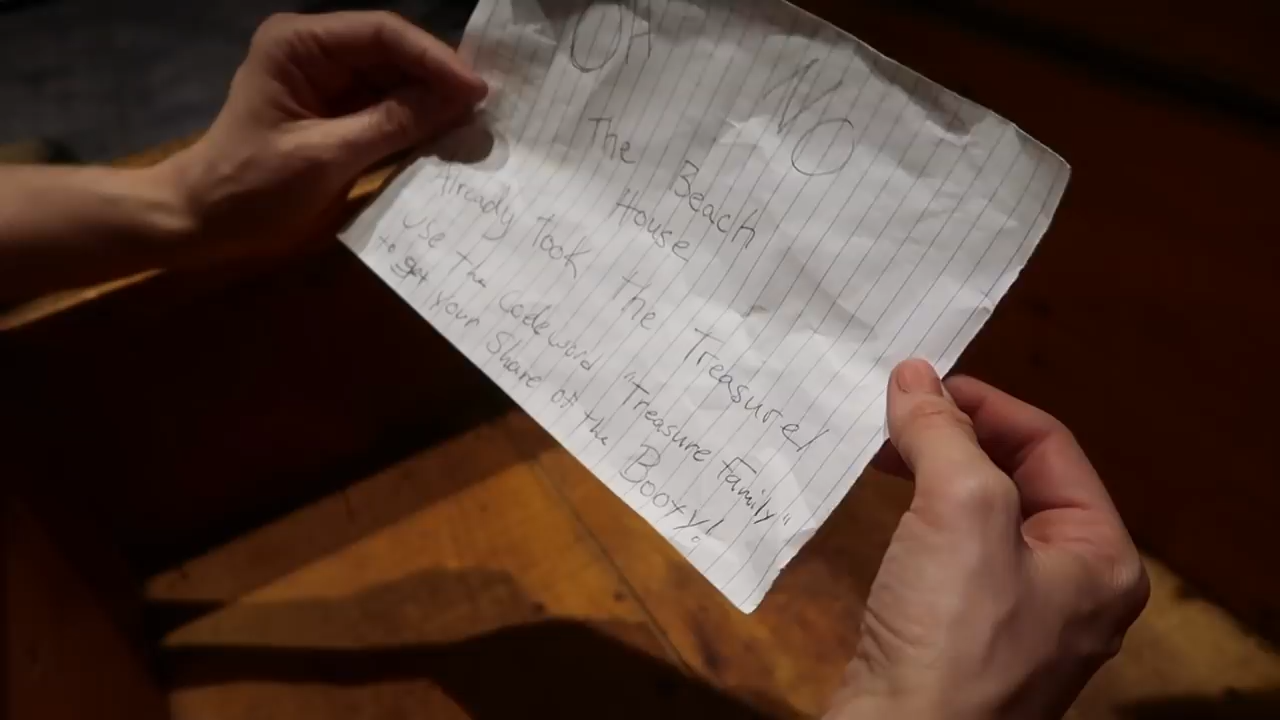 OH NO
The Beach
House
Already took the Treasure!
Use the Codeword "Treasure Family"
to get your Share of the Booty!